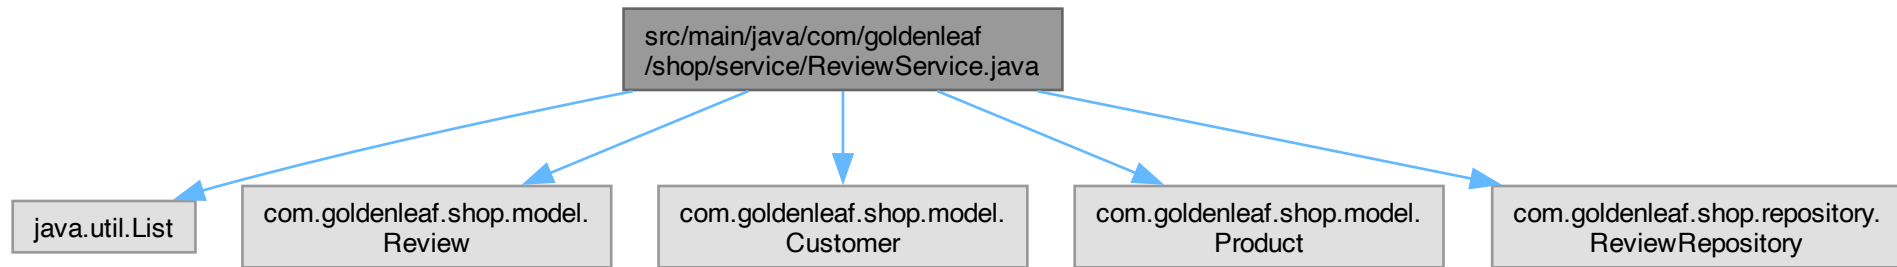 src/main/java/com/goldenleaf
/shop/service/ReviewService.java
java.util.List
com.goldenleaf.shop.model.
Review
com.goldenleaf.shop.model.
Customer
com.goldenleaf.shop.model.
Product
com.goldenleaf.shop.repository.
ReviewRepository